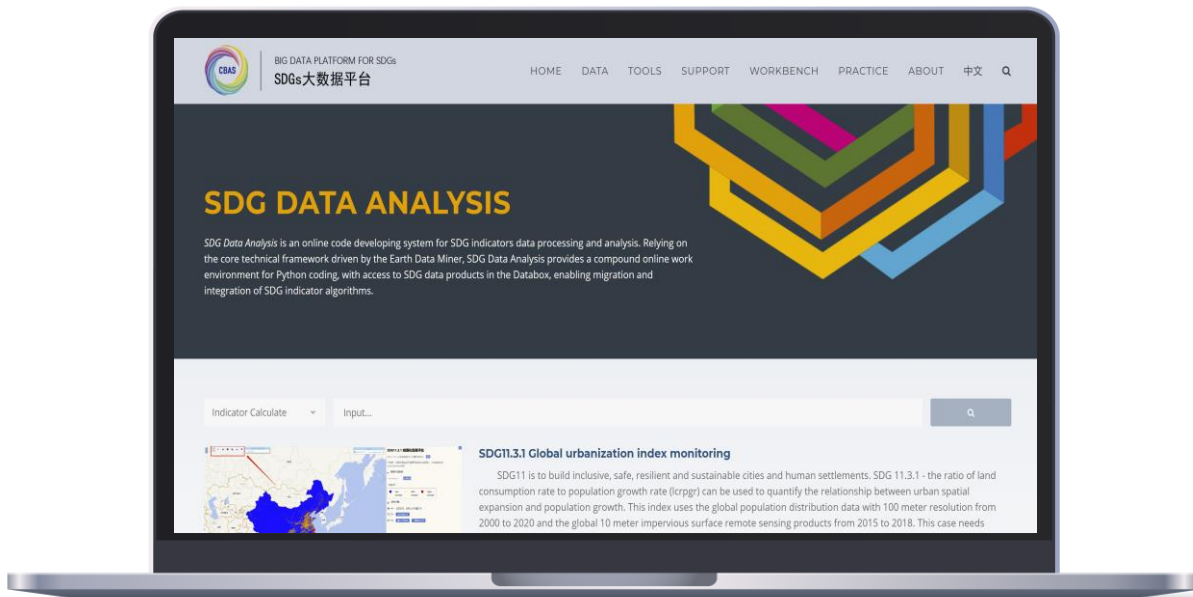 CBAS
BIG DATA PLATFORM FOR SDGs
SDGs大数据平台
HOME DATA TOOLS SUPPORT WORKBENCH PRACTICE ABOUT 中文
SDG DATA ANALYSIS
SDG Data Analysis is an online code developing system for SDG indicators data processing and analysis. Relying on
the core technical framework driven by the Earth Data Miner, SDG Data Analysis provides a compound online work
environment for Python coding, with access to SDG data products in the Databox, enabling migration and
integration of SDG indicator algorithms.
Indicator Calculate
Input...
SDG11.3.1 Global urbanization index monitoring
SDG11 is to build inclusive, safe, resilient and sustainable cities and human settlements. SDG 11.3.1 - the ratio of land
consumption rate to population growth rate (lcrpgr) can be used to quantify the relationship between urban spatial
expansion and population growth. This index uses the global population distribution data with 100 meter resolution from
2000 to 2020 and the global 10 meter impervious surface remote sensing products from 2015 to 2018. This case needs